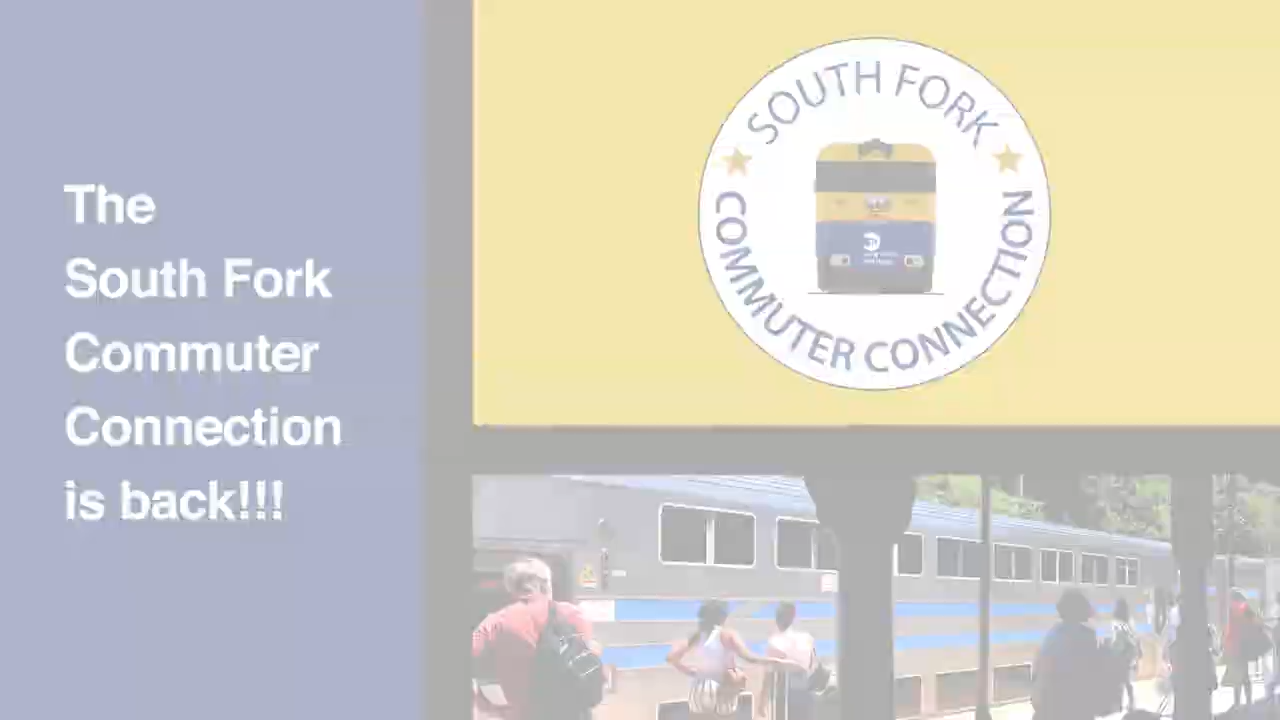 The
South Fork
Commuter
Connection
is back!!!
SOUTH FORK
COMMUTER CONNECTION